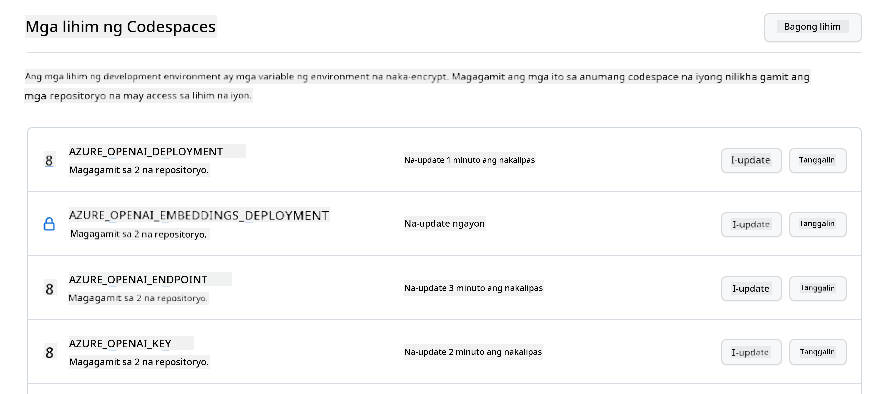 Mga lihim ng Codespaces
Bagong lihim
Ang mga lihim ng development environment ay mga variable ng environment na naka-encrypt. Magagamit ang mga ito sa anumang codespace na iyong nilikha gamit ang
mga repositoryo na may access sa lihim na iyon.
8 AZURE_OPENAI_DEPLOYMENT
Magagamit sa 2 na repositoryo.
Na-update 1 minuto ang nakalipas
I-update
Tanggalin
AZURE_OPENAI_EMBEDDINGS_DEPLOYMENT
Magagamit sa 2 na repositoryo.
Na-update ngayon
I-update
Tanggalin
8 AZURE_OPENAI_ENDPOINT
Magagamit sa 2 na repositoryo.
Na-update 3 minuto ang nakalipas
I-update
Tanggalin
8 AZURE_OPENAI_KEY
Magagamit sa 2 na repositoryo.
Na-update 2 minuto ang nakalipas
I-update
Tanggalin